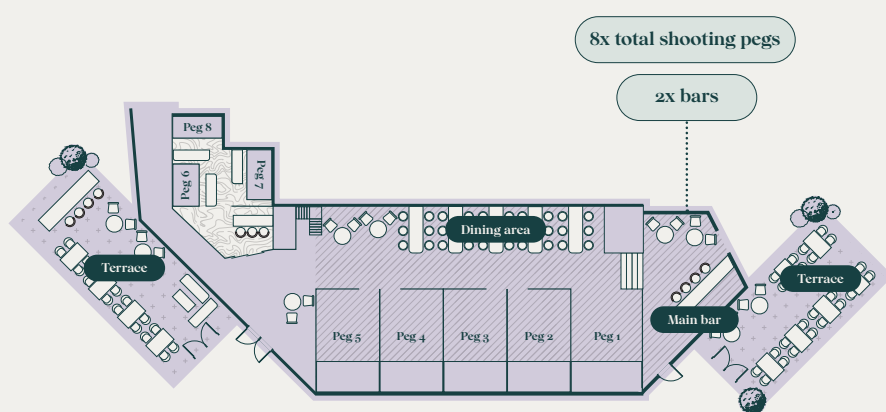 8x total shooting pegs
2x bars
Peg 8
Peg 6
Peg 7
Dining area
Terrace
Terrace
Main bar
Peg 5
Peg 4
Peg 3
Peg 2
Peg 1